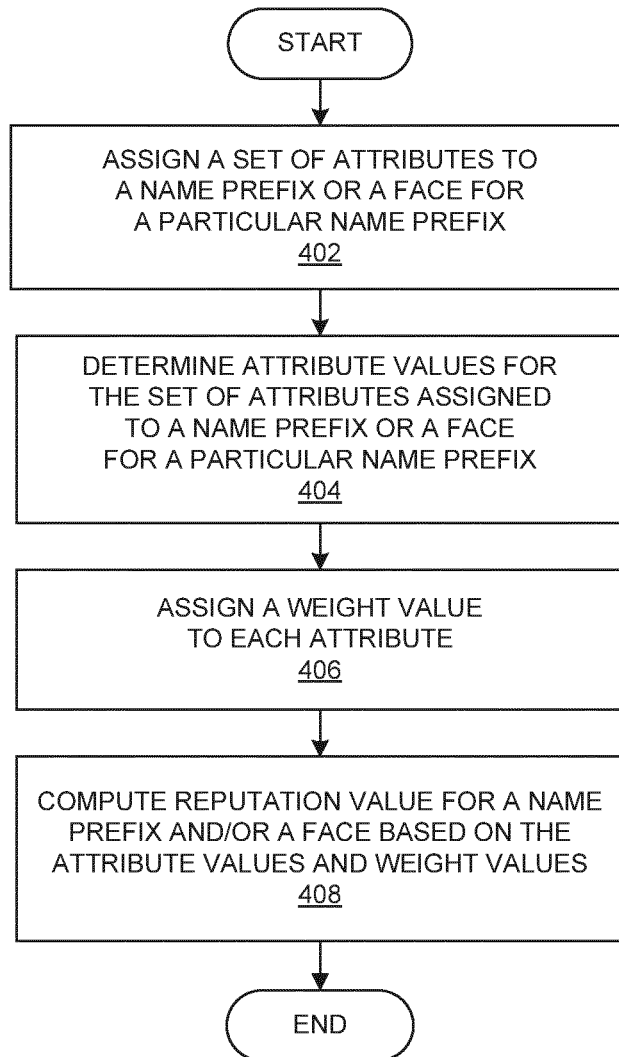 START
ASSIGN A SET OF ATTRIBUTES TO
A NAME PREFIX OR A FACE FOR
A PARTICULAR NAME PREFIX
402
DETERMINE ATTRIBUTE VALUES FOR
THE SET OF ATTRIBUTES ASSIGNED
TO A NAME PREFIX OR A FACE
FOR A PARTICULAR NAME PREFIX
404
ASSIGN A WEIGHT VALUE
TO EACH ATTRIBUTE
406
COMPUTE REPUTATION VALUE FOR A NAME
PREFIX AND/OR A FACE BASED ON THE
ATTRIBUTE VALUES AND WEIGHT VALUES
408
END